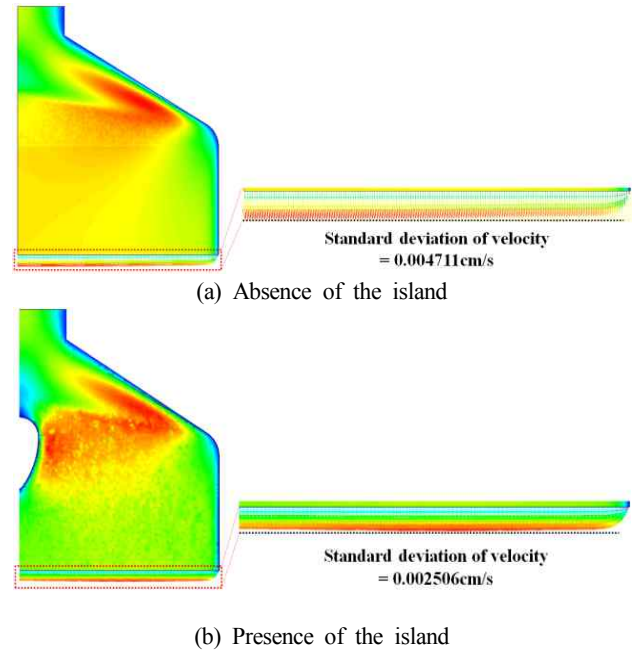 Standard deviation of velocity
= 0.004711cm/s
(a) Absence of the island
Standard deviation of velocity
= 0.002506cm/s
(b) Presence of the island